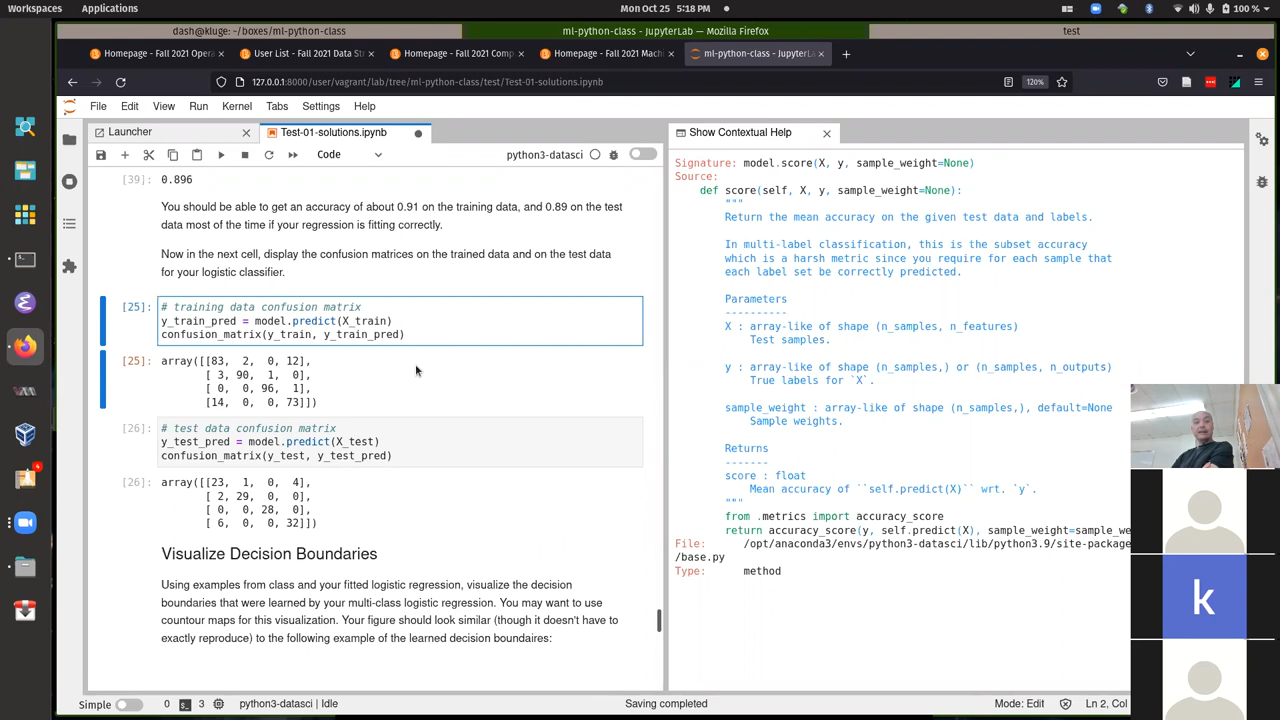 Workspaces
Applications
Mon Oct 25 5:18 PM
100 %
dash@kluge: ~/boxes/ml-python-class
ml-python-class - JupyterLab — Mozilla Firefox
test
Homepage - Fall 2021 Opera
User List - Fall 2021 Data Str
Homepage - Fall 2021 Comp
Homepage - Fall 2021 Machi
ml-python-class - JupyterLab
127.0.0.1:8000/user/vagrant/lab/tree/ml-python-class/test/Test-01-solutions.ipynb
120%
File Edit View Run Kernel Tabs Settings Help
Launcher
Test-01-solutions.ipynb
Show Contextual Help
Code
python3-datasci
[39]: 0.896
You should be able to get an accuracy of about 0.91 on the training data, and 0.89 on the test
data most of the time if your regression is fitting correctly.
Now in the next cell, display the confusion matrices on the trained data and on the test data
for your logistic classifier.
[25]: # training data confusion matrix
y_train_pred = model.predict(X_train)
confusion_matrix(y_train, y_train_pred)
[25]: array([[83, 2, 0, 12],
[ 3, 90, 1, 0],
[ 0, 0, 96, 1],
[14, 0, 0, 73]])
[26]: # test data confusion matrix
y_test_pred = model.predict(X_test)
confusion_matrix(y_test, y_test_pred)
[26]: array([[23, 1, 0, 4],
[ 2, 29, 0, 0],
[ 0, 0, 28, 0],
[ 6, 0, 0, 32]])
Visualize Decision Boundaries
Using examples from class and your fitted logistic regression, visualize the decision
boundaries that were learned by your multi-class logistic regression. You may want to use
countour maps for this visualization. Your figure should look similar (though it doesn't have to
exactly reproduce) to the following example of the learned decision boundaires:
Signature: model.score(X, y, sample_weight=None)
Source:
def score(self, X, y, sample_weight=None):
"""
Return the mean accuracy on the given test data and labels.
In multi-label classification, this is the subset accuracy
which is a harsh metric since you require for each sample that
each label set be correctly predicted.
Parameters
----------
X : array-like of shape (n_samples, n_features)
Test samples.
y : array-like of shape (n_samples,) or (n_samples, n_outputs)
True labels for `X`.
sample_weight : array-like of shape (n_samples,), default=None
Sample weights.
Returns
-------
score : float
Mean accuracy of ``self.predict(X)`` wrt. `y`.
"""
from .metrics import accuracy_score
return accuracy_score(y, self.predict(X), sample_weight=sample_we
File: /opt/anaconda3/envs/python3-datasci/lib/python3.9/site-package
/base.py
Type: method
k
4
Simple
0
3
python3-datasci | Idle
Saving completed
Mode: Edit
Ln 2, Col